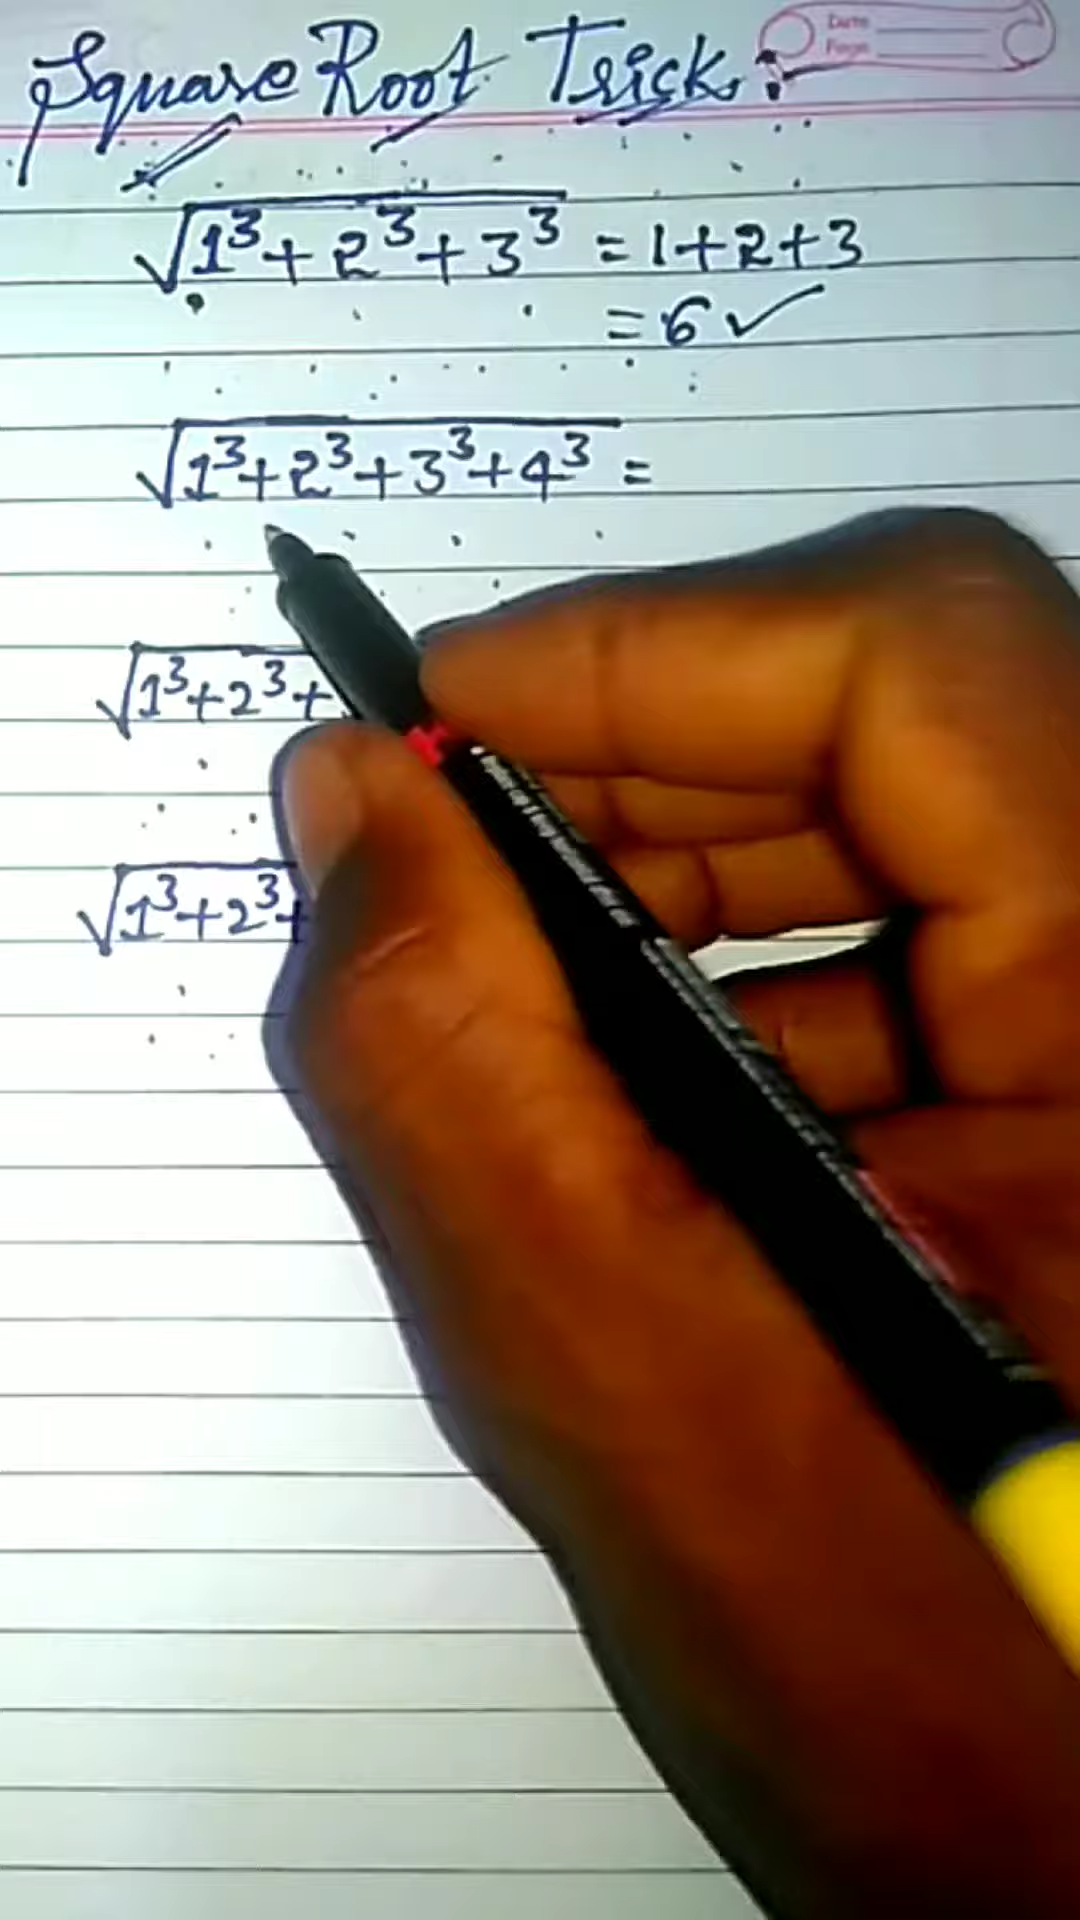 Square Root Trick:
Date
Page
√1³+2³+3³ = 1+2+3
= 6 ✓
√1³+2³+3³+4³ =
√1³+2³+
√1³+2³+